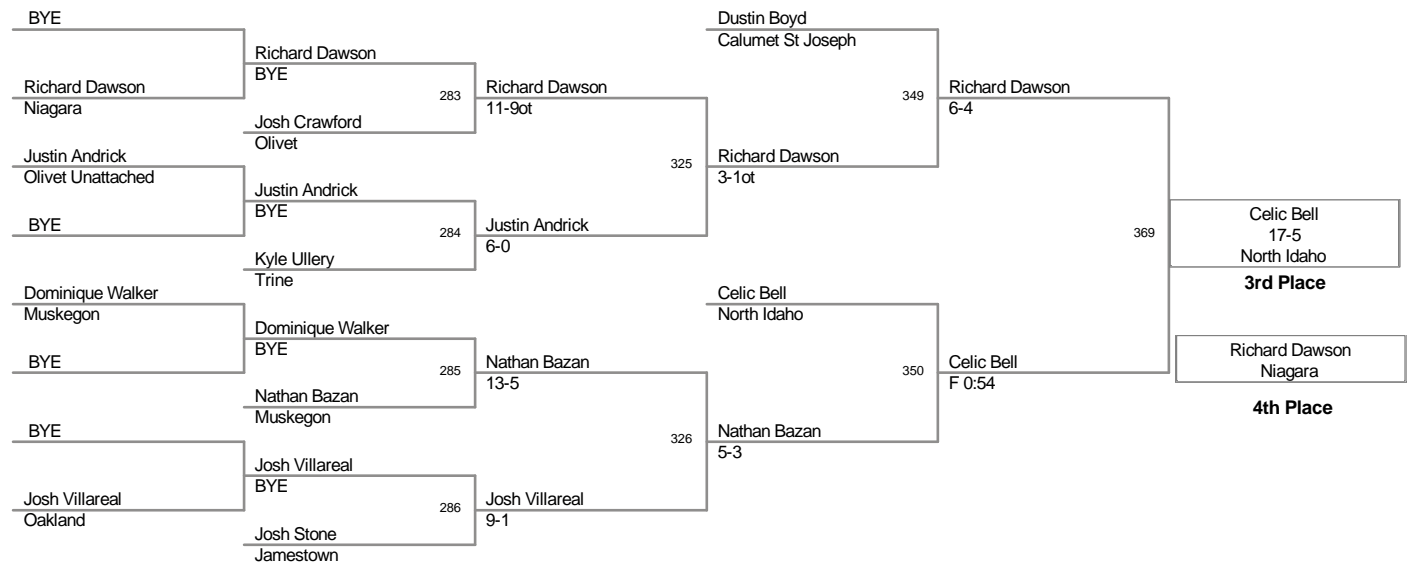 BYE
Richard Dawson
Niagara
Justin Andrick
Olivet Unattached
BYE
Dominique Walker
Muskegon
BYE
BYE
Josh Villareal
Oakland
Richard Dawson
BYE
283
Josh Crawford
Olivet
Justin Andrick
BYE
284
Kyle Ullery
Trine
Dominique Walker
BYE
285
Nathan Bazan
Muskegon
Josh Villareal
BYE
286
Josh Stone
Jamestown
Richard Dawson
11-9ot
325
Justin Andrick
6-0
Nathan Bazan
13-5
326
Josh Villareal
9-1
Dustin Boyd
Calumet St Joseph
349
Richard Dawson
3-1ot
Celic Bell
North Idaho
350
Nathan Bazan
5-3
Richard Dawson
6-4
369
Celic Bell
F 0:54
Celic Bell
17-5
North Idaho
3rd Place
Richard Dawson
Niagara
4th Place